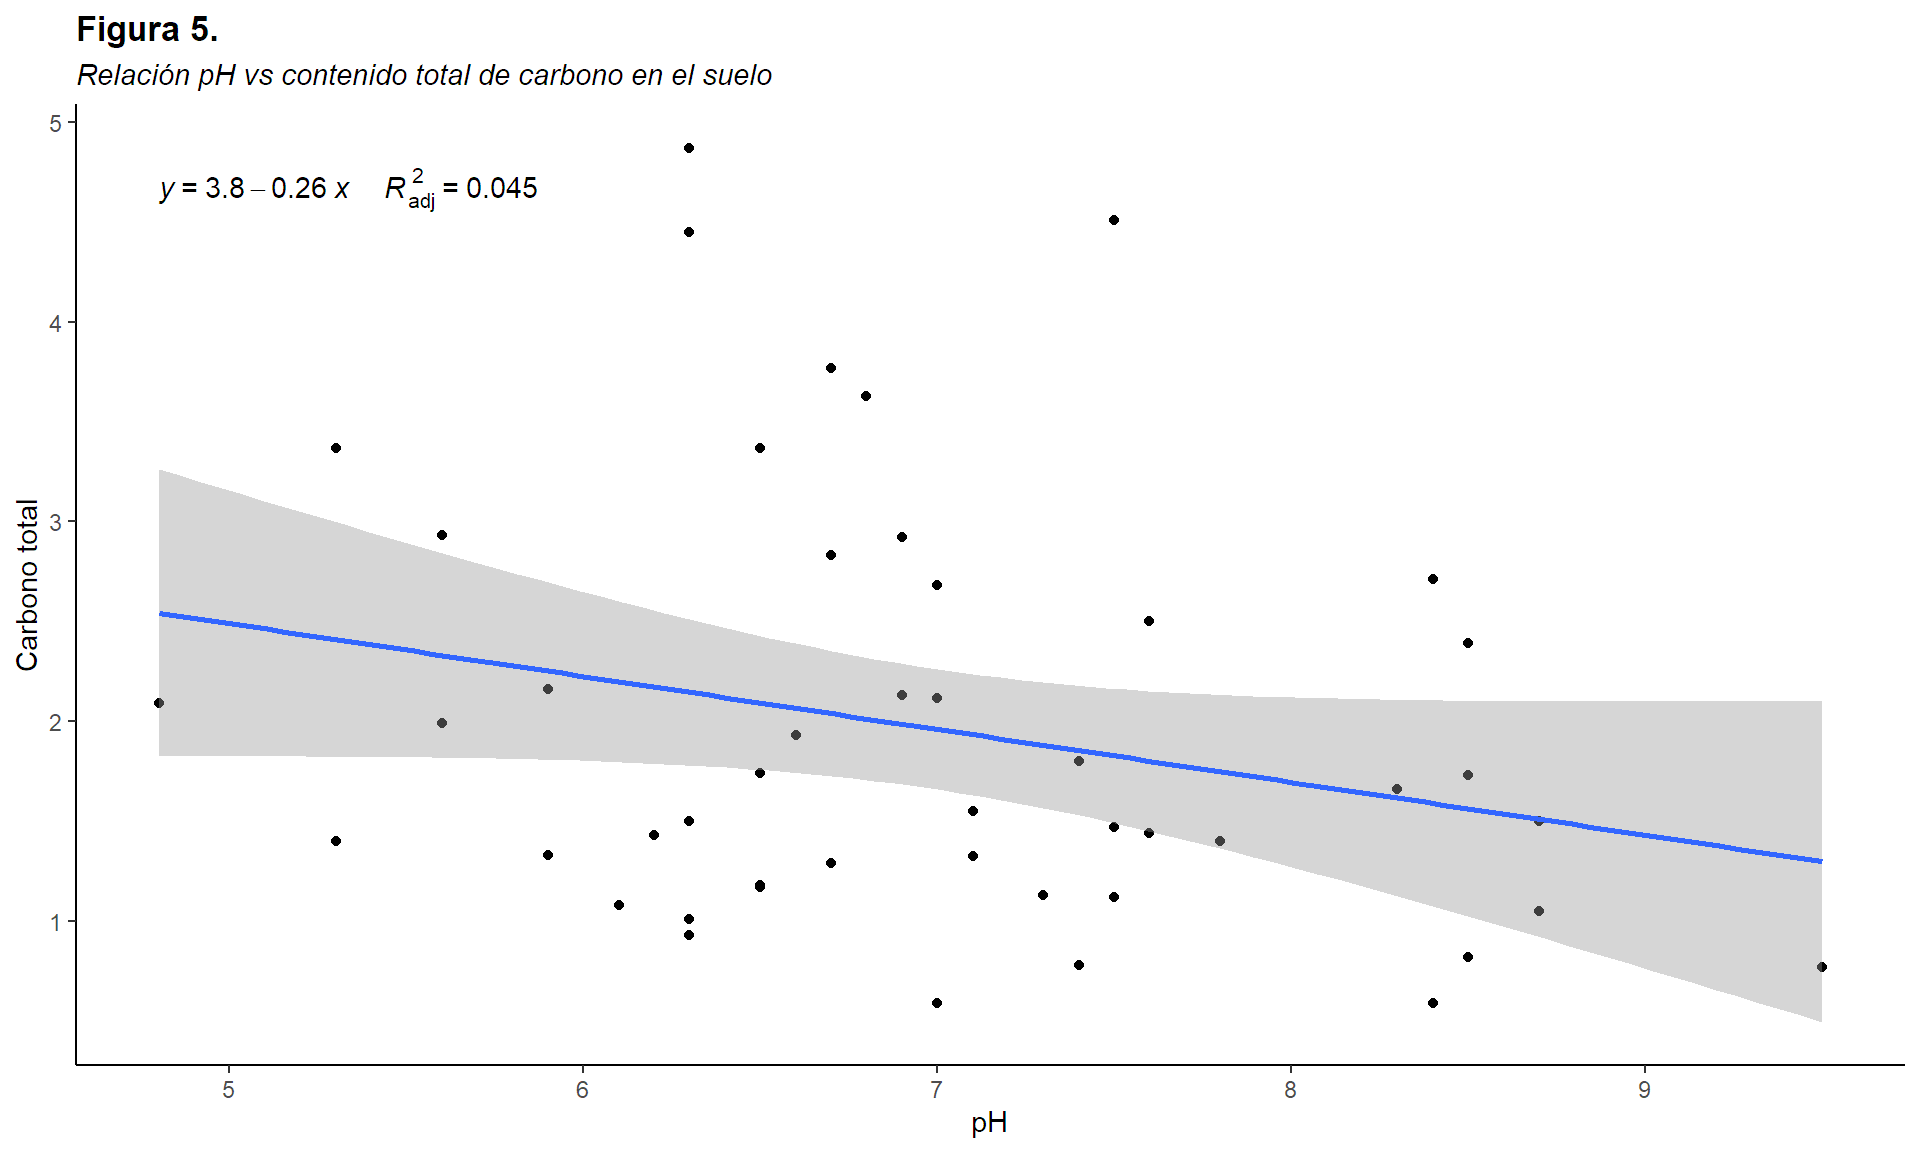 Figura 5.
Relación pH vs contenido total de carbono en el suelo
y = 3.8 − 0.26 x R²adj = 0.045
Carbono total
5
4
3
2
1
5 6 7 8 9
pH